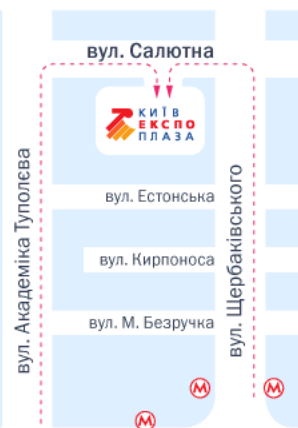 вул. Салютна
КИЇВ
ЕКСПО
ПЛАЗА
вул. Академіка Туполєва
вул. Естонська
вул. Кирпоноса
вул. Щербаківського
вул. М. Безручка
М
М
М